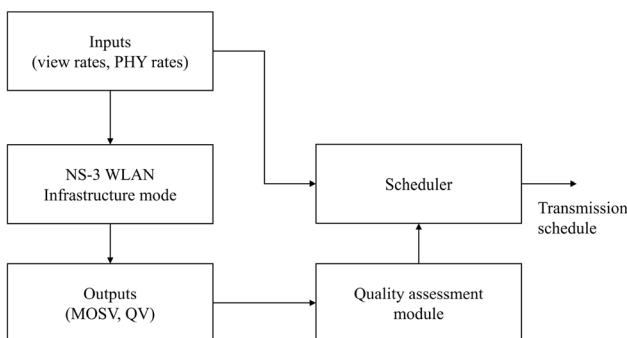 Inputs
(view rates, PHY rates)
NS-3 WLAN
Infrastructure mode
Scheduler
Transmission
schedule
Outputs
(MOSV, QV)
Quality assessment
module